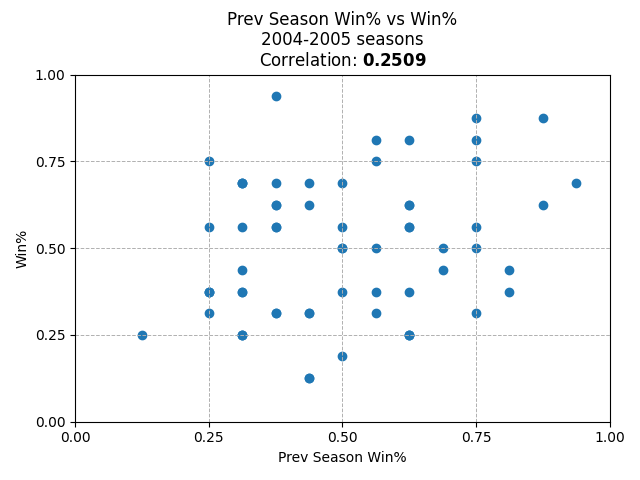 Prev Season Win% vs Win%
2004-2005 seasons
Correlation: 0.2509
1.00
0.75
0.50
0.25
0.00
Win%
0.00 0.25 0.50 0.75 1.00
Prev Season Win%